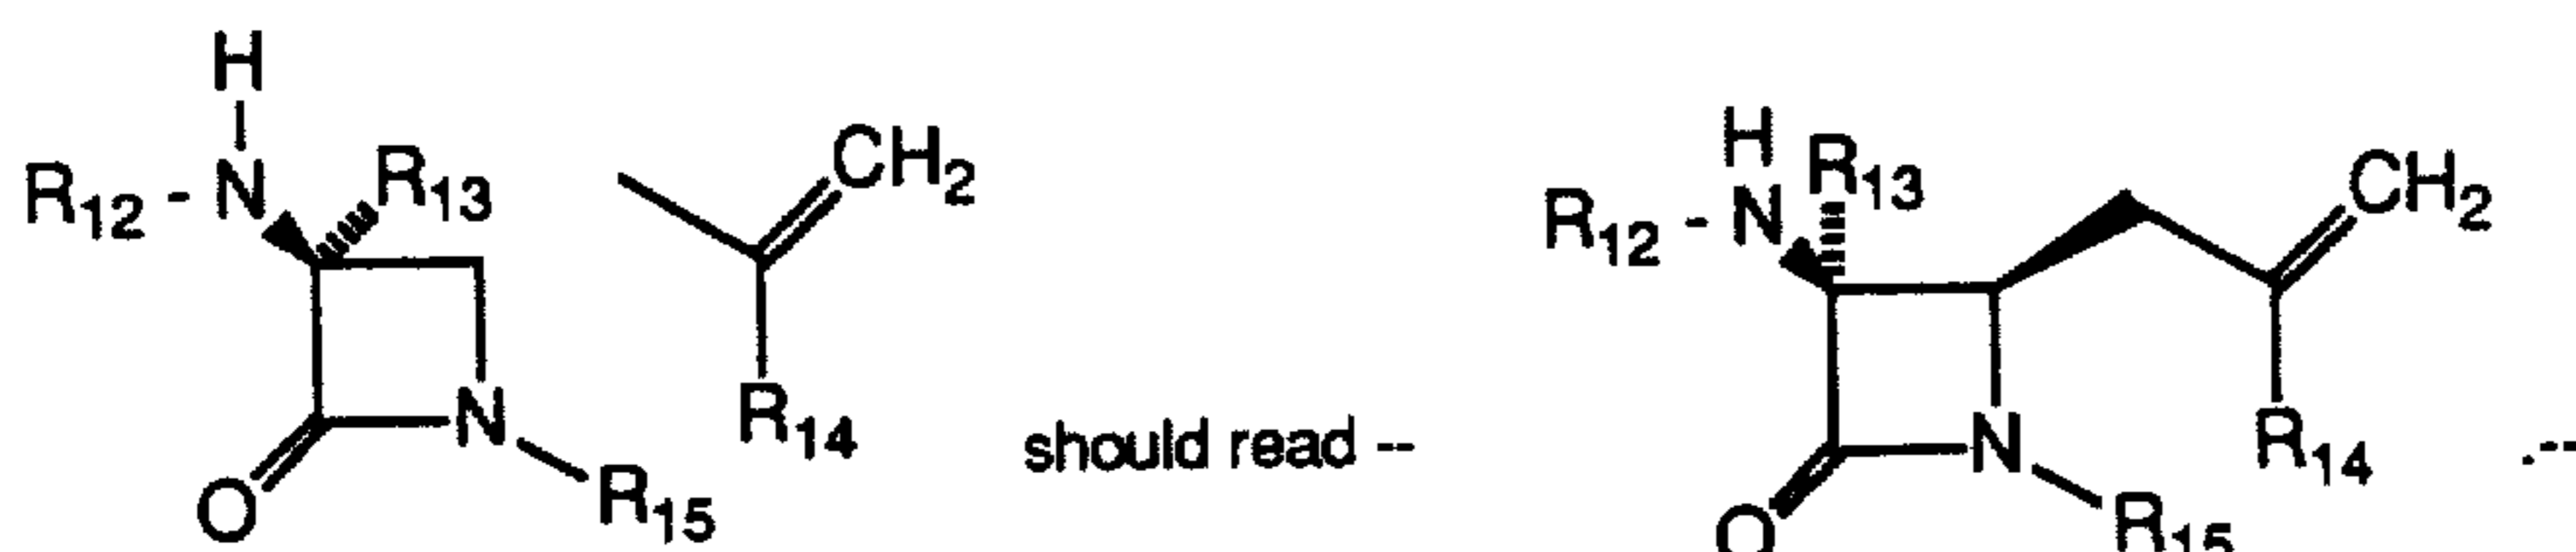 H
R12 - N R13 CH2
R14
O N R15
should read --
H
R12 - N R13 CH2
R14 .--
O N R15